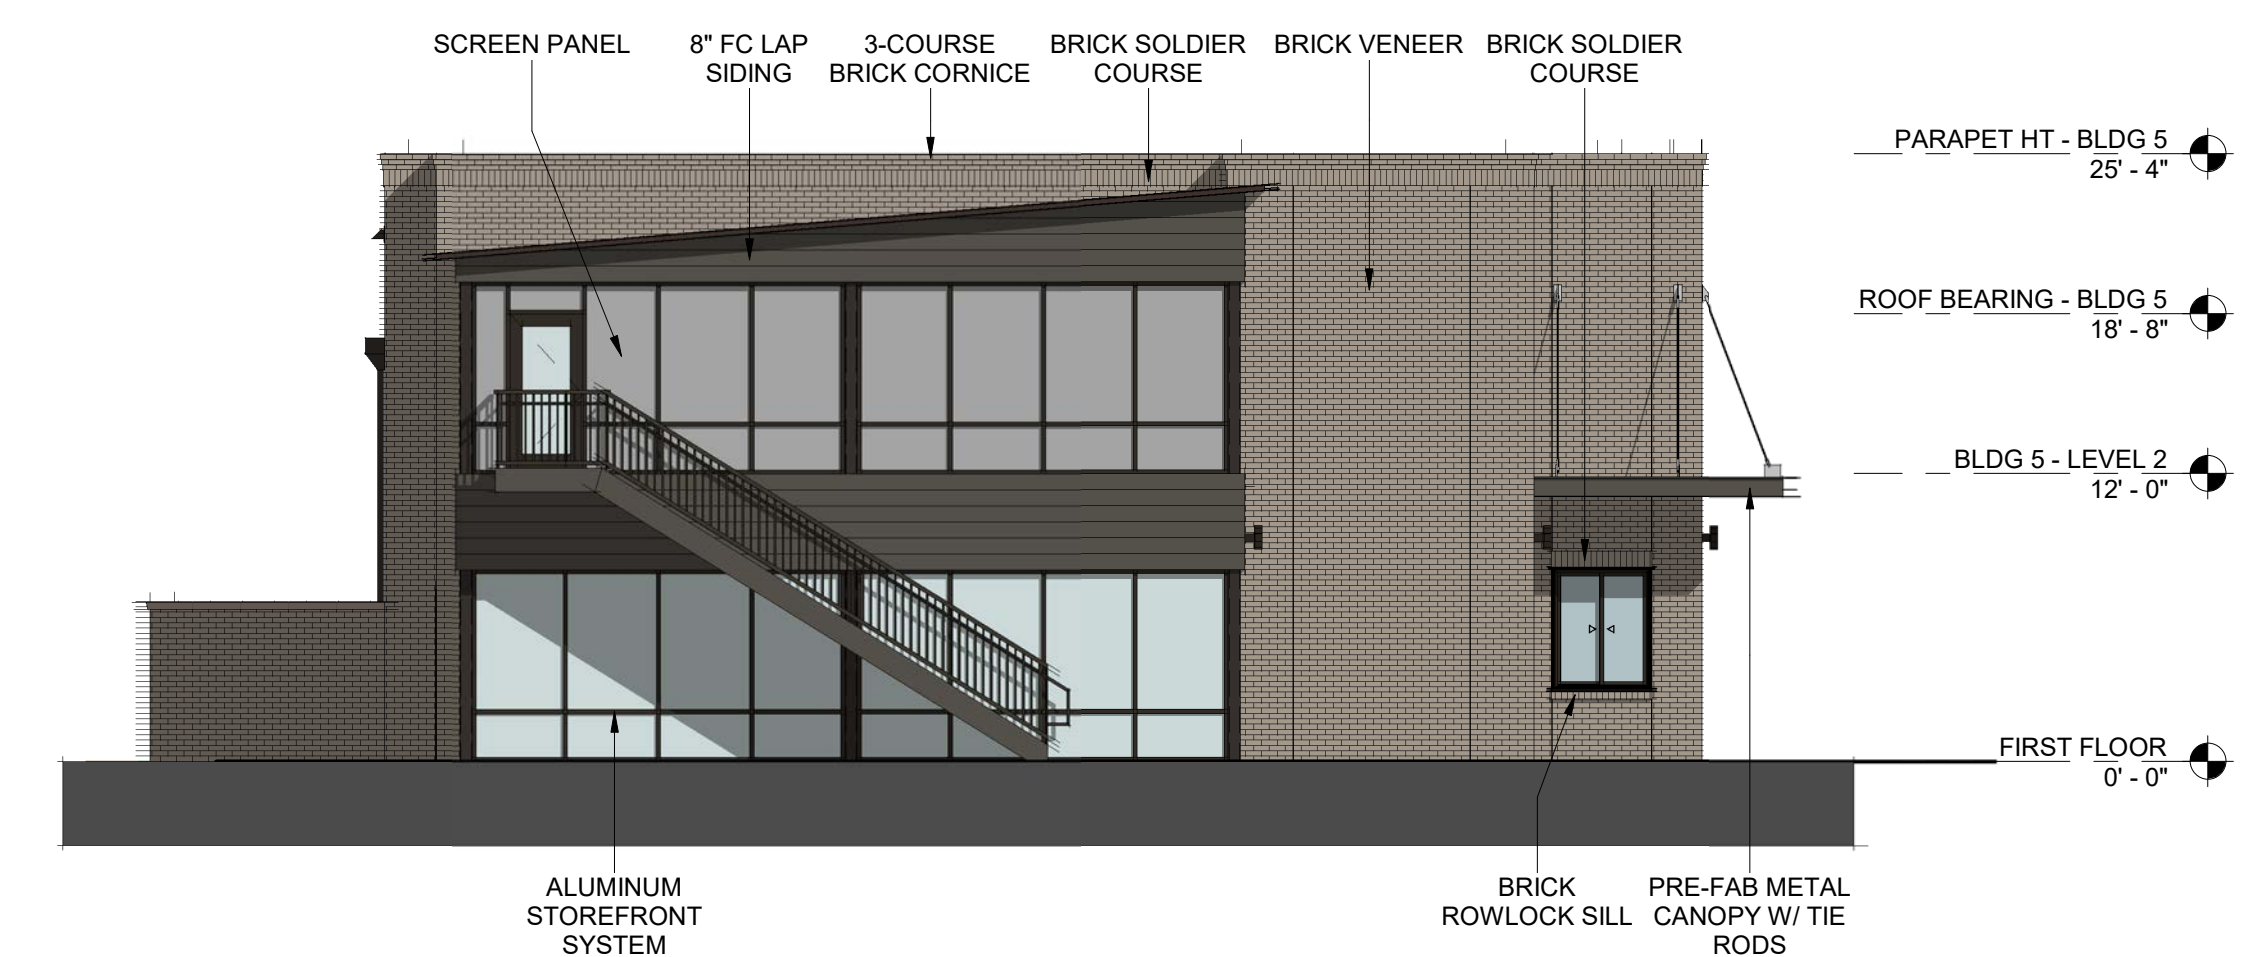 SCREEN PANEL
8" FC LAP
SIDING
3-COURSE
BRICK CORNICE
BRICK SOLDIER
COURSE
BRICK VENEER
BRICK SOLDIER
COURSE
PARAPET HT - BLDG 5
25' - 4"
ROOF BEARING - BLDG 5
18' - 8"
BLDG 5 - LEVEL 2
12' - 0"
FIRST FLOOR
0' - 0"
ALUMINUM
STOREFRONT
SYSTEM
BRICK
ROWLOCK SILL
PRE-FAB METAL
CANOPY W/ TIE
RODS